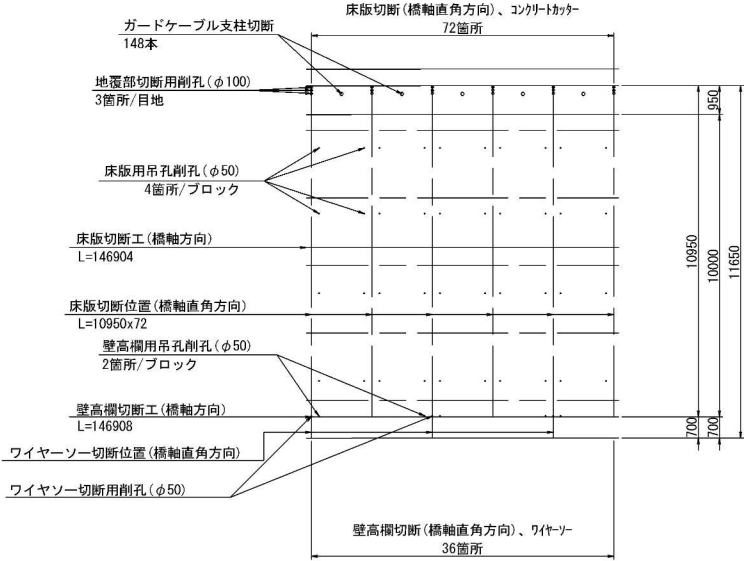 床版切断(橋軸直角方向)、コンクリートカッター
72箇所
ガードケーブル支柱切断
148本
地覆部切断用削孔(φ100)
3箇所/目地
床版用吊孔削孔(φ50)
4箇所/ブロック
床版切断工(橋軸方向)
L=146904
床版切断位置(橋軸直角方向)
L=10950x72
壁高欄用吊孔削孔(φ50)
2箇所/ブロック
壁高欄切断工(橋軸方向)
L=146908
ワイヤーソー切断位置(橋軸直角方向)
ワイヤソー切断用削孔(φ50)
950
10950
10000
11650
700
700
壁高欄切断(橋軸直角方向)、ワイヤーソー
36箇所